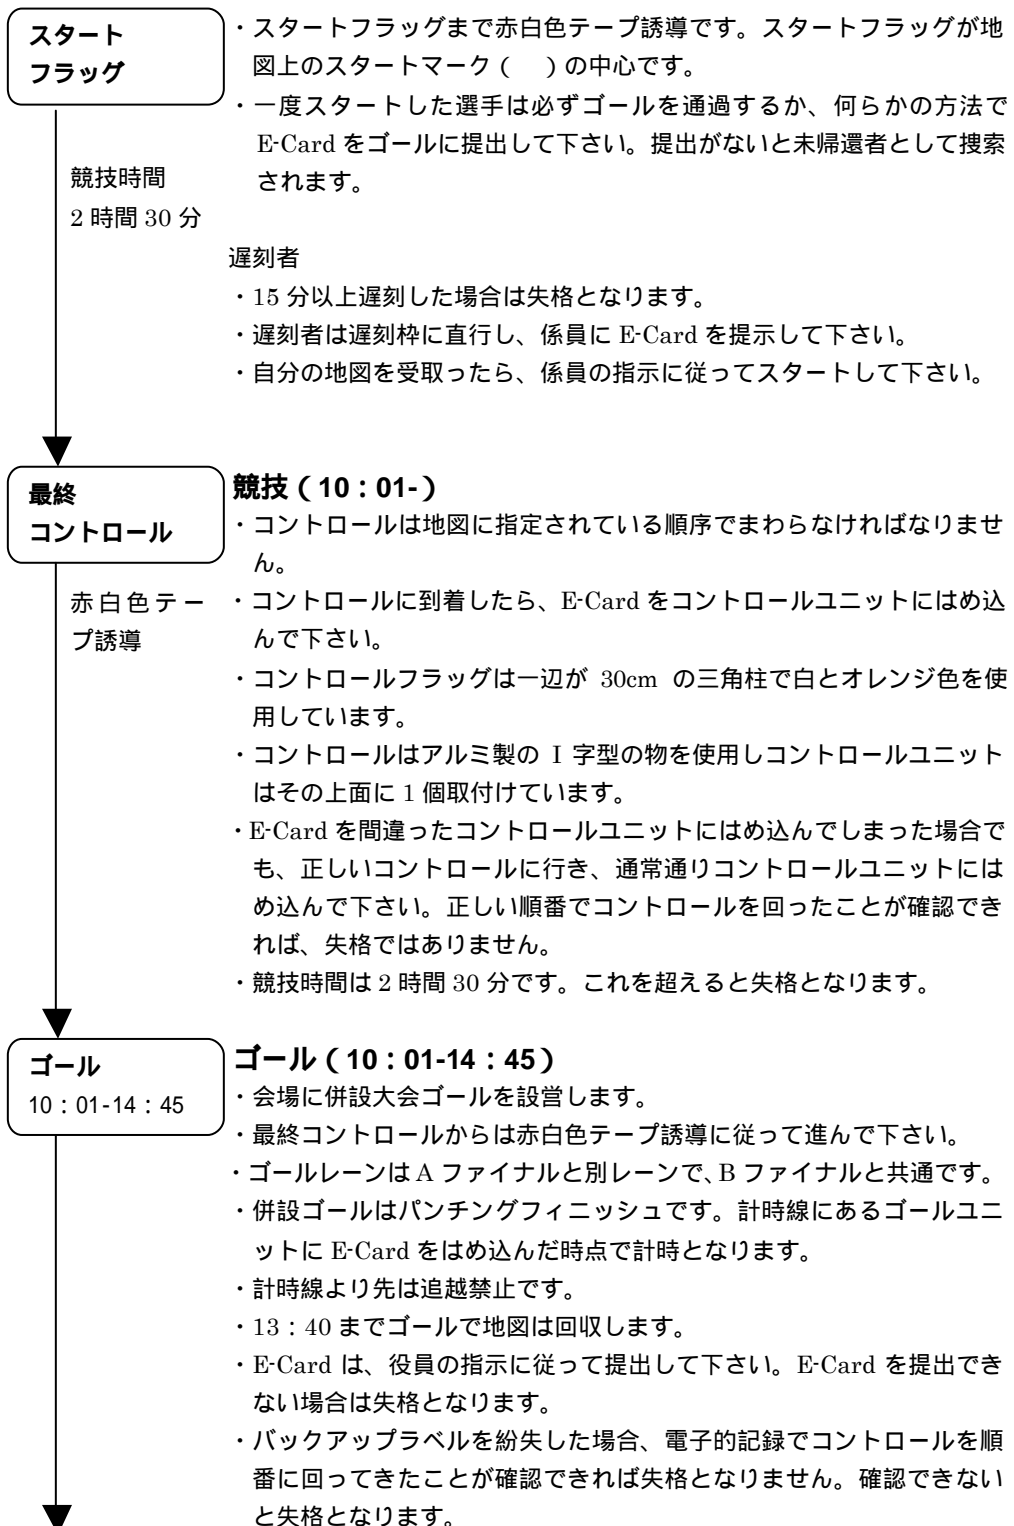 スタート
フラッグ
・スタートフラッグまで赤白色テープ誘導です。スタートフラッグが地
図上のスタートマーク（　）の中心です。
・一度スタートした選手は必ずゴールを通過するか、何らかの方法で
E-Card をゴールに提出して下さい。提出がないと未帰還者として捜索
されます。
競技時間
2 時間 30 分
遅刻者
・15 分以上遅刻した場合は失格となります。
・遅刻者は遅刻枠に直行し、係員に E-Card を提示して下さい。
・自分の地図を受取ったら、係員の指示に従ってスタートして下さい。
最終
コントロール
競技（10：01-）
・コントロールは地図に指定されている順序でまわらなければなりませ
ん。
赤白色テー
プ誘導
・コントロールに到着したら、E-Card をコントロールユニットにはめ込
んで下さい。
・コントロールフラッグは一辺が 30cm の三角柱で白とオレンジ色を使
用しています。
・コントロールはアルミ製の I 字型の物を使用しコントロールユニット
はその上面に 1 個取付けています。
・E-Card を間違ったコントロールユニットにはめ込んでしまった場合で
も、正しいコントロールに行き、通常通りコントロールユニットには
め込んで下さい。正しい順番でコントロールを回ったことが確認でき
れば、失格ではありません。
・競技時間は 2 時間 30 分です。これを超えると失格となります。
ゴール
10：01-14：45
ゴール（10：01-14：45）
・会場に併設大会ゴールを設営します。
・最終コントロールからは赤白色テープ誘導に従って進んで下さい。
・ゴールレーンは A ファイナルと別レーンで、B ファイナルと共通です。
・併設ゴールはパンチングフィニッシュです。計時線にあるゴールユニ
ットに E-Card をはめ込んだ時点で計時となります。
・計時線より先は追越禁止です。
・13：40 までゴールで地図は回収します。
・E-Card は、役員の指示に従って提出して下さい。E-Card を提出でき
ない場合は失格となります。
・バックアップラベルを紛失した場合、電子的記録でコントロールを順
番に回ってきたことが確認できれば失格となりません。確認できない
と失格となります。